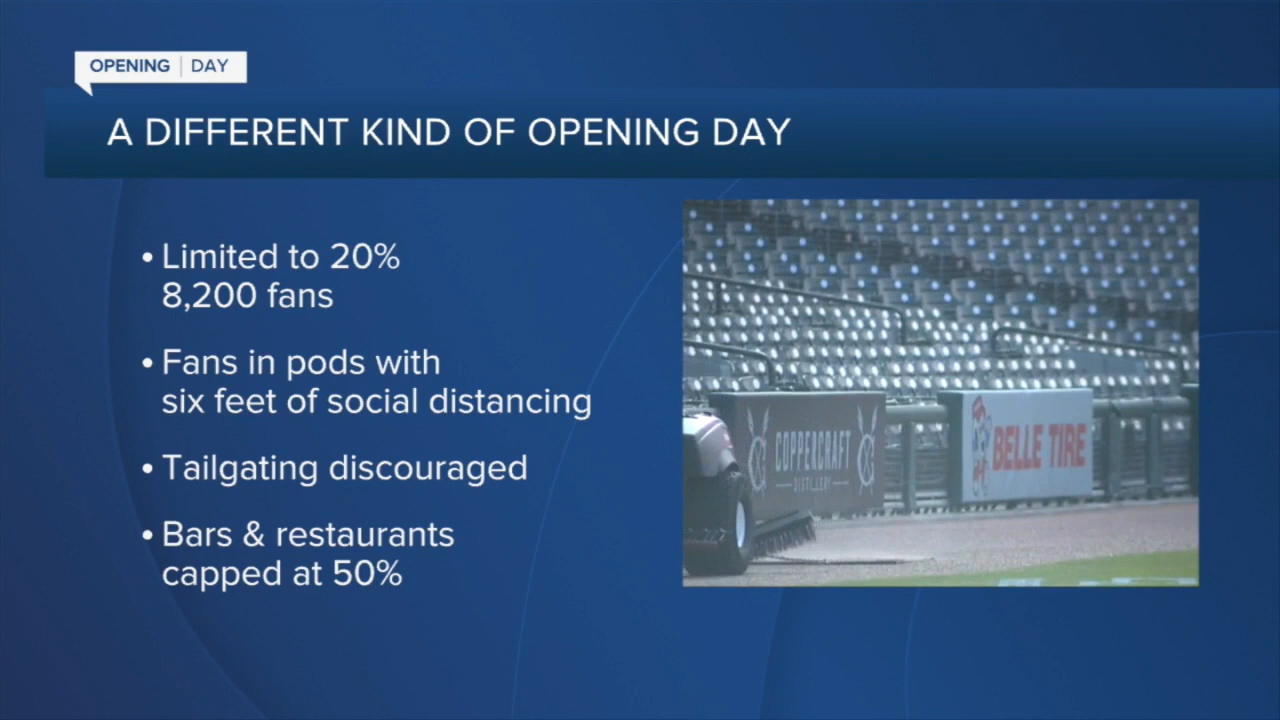 OPENING | DAY
A DIFFERENT KIND OF OPENING DAY
• Limited to 20%
8,200 fans
• Fans in pods with
six feet of social distancing
• Tailgating discouraged
• Bars & restaurants
capped at 50%
COPPERCRAFT
DISTILLERY
BELLE TIRE